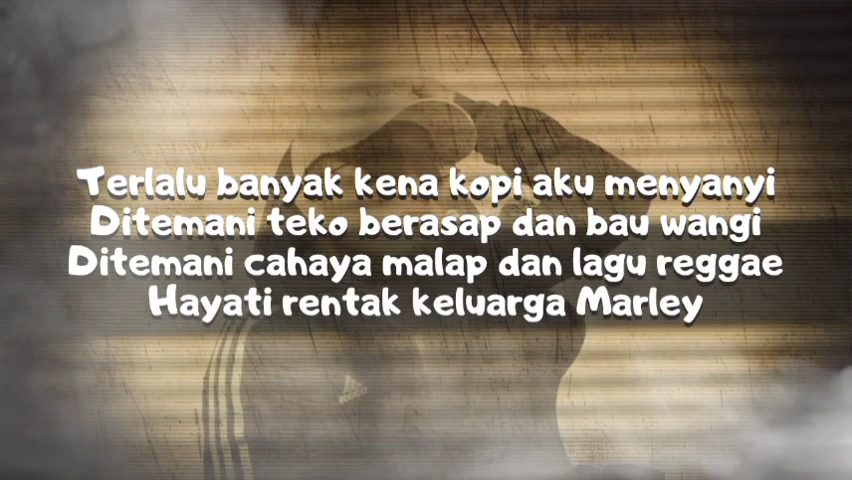 Terlalu banyak kena kopi aku menyanyi
Ditemani teko berasap dan bau wangi
Ditemani cahaya malap dan lagu reggae
Hayati rentak keluarga Marley